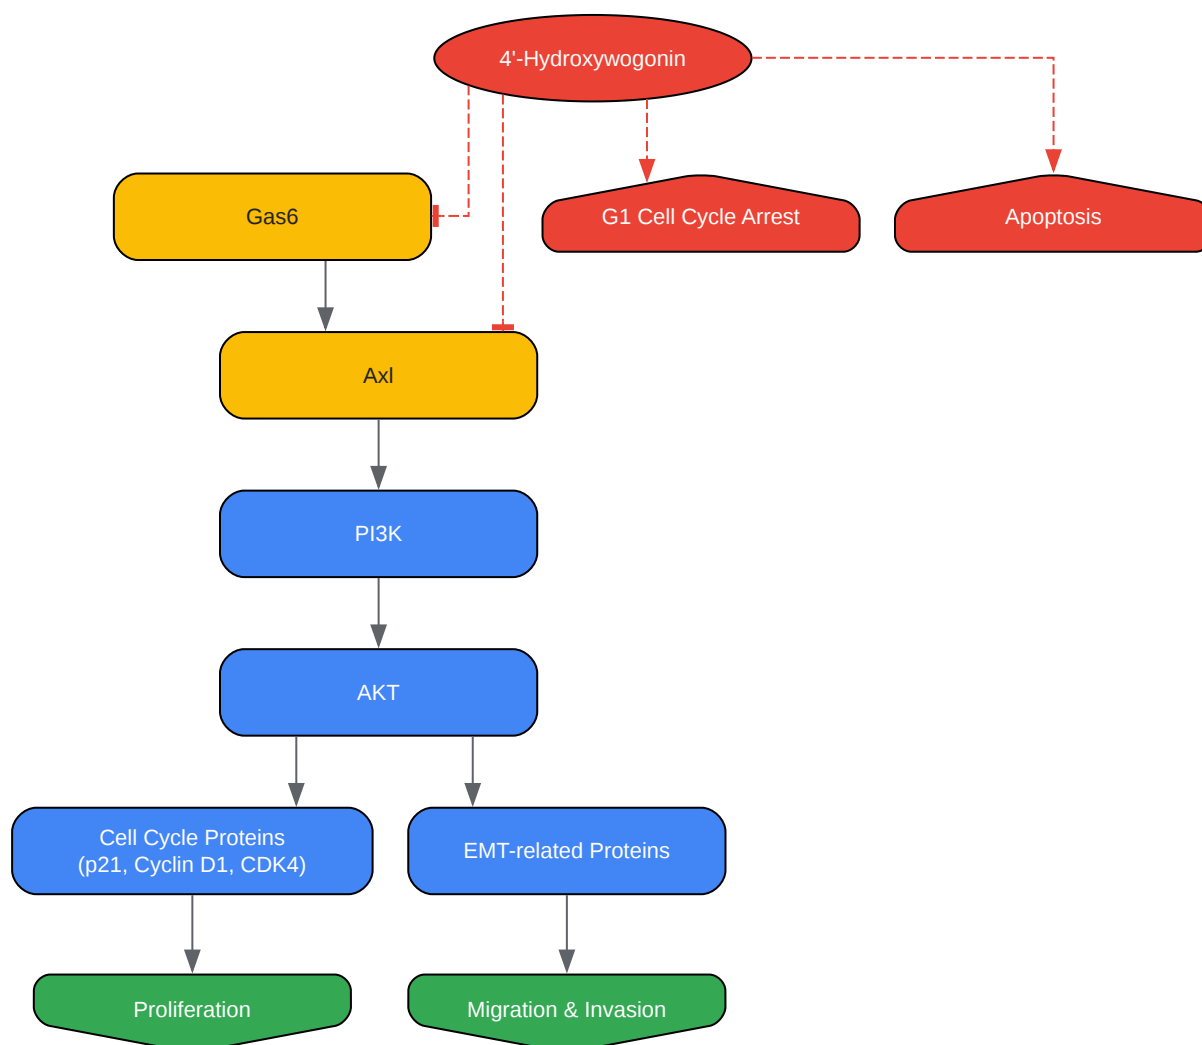 4'-Hydroxywogonin
Gas6
G1 Cell Cycle Arrest
Apoptosis
Axl
PI3K
AKT
Cell Cycle Proteins
(p21, Cyclin D1, CDK4)
EMT-related Proteins
Proliferation
Migration & Invasion